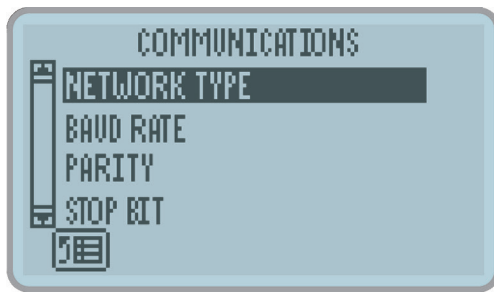 COMMUNICATIONS
NETWORK TYPE
BAUD RATE
PARITY
STOP BIT